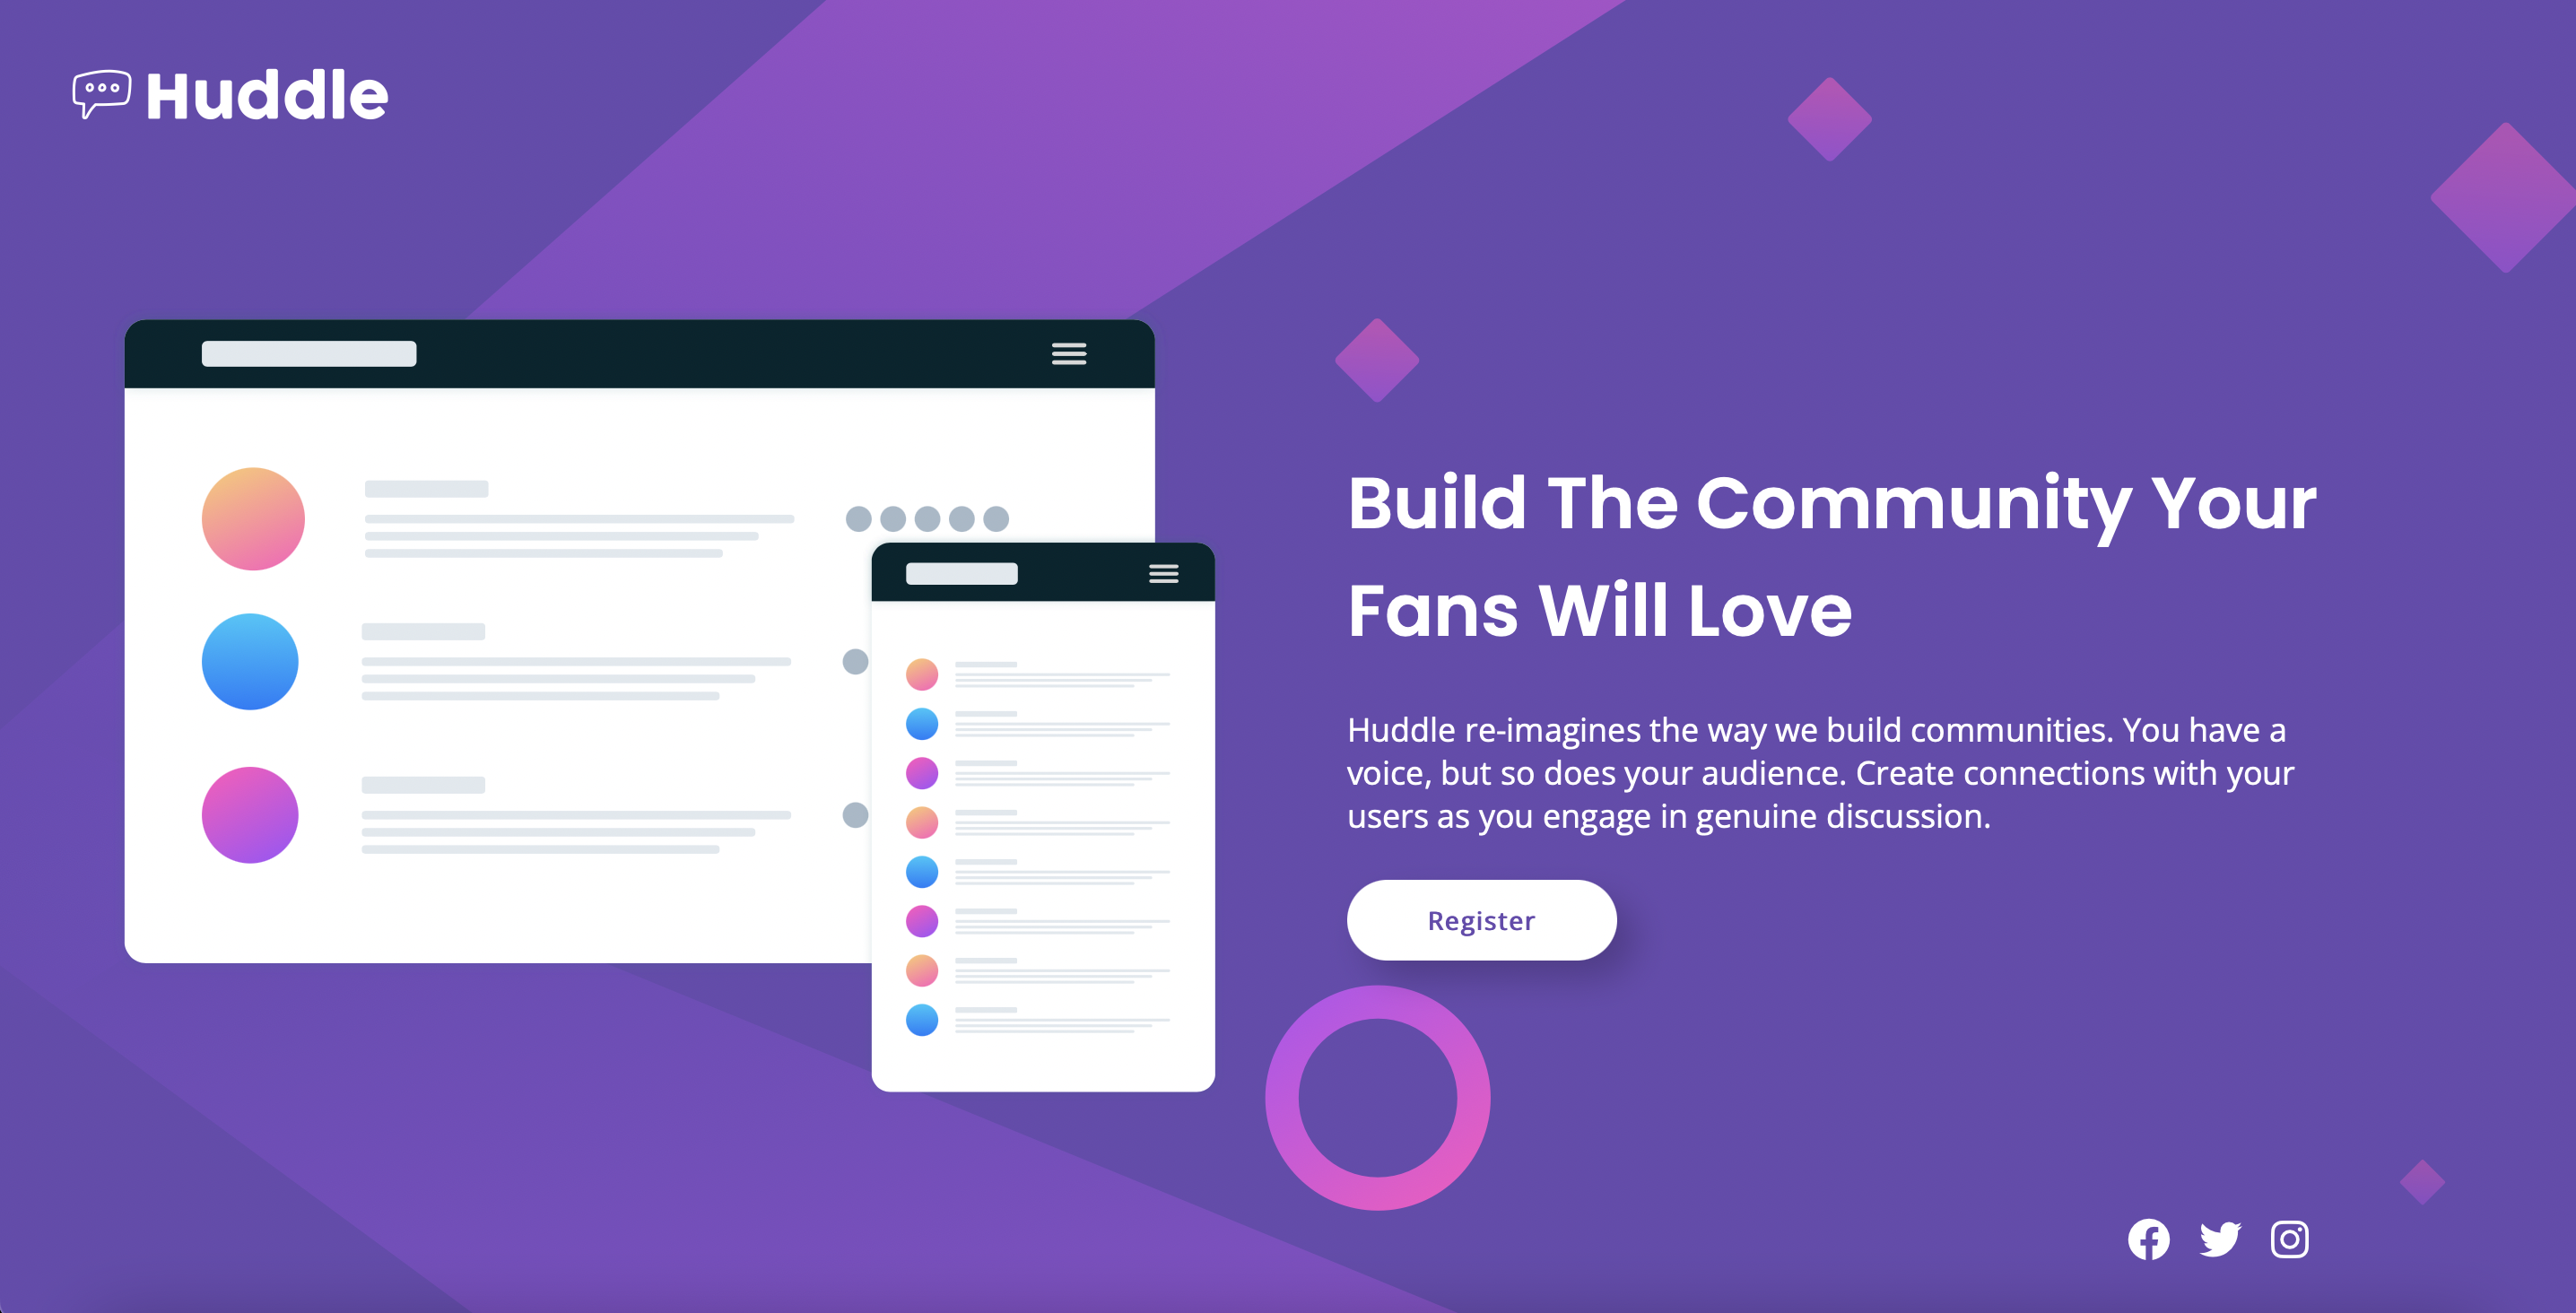 Huddle
Build The Community Your
Fans Will Love
Huddle re-imagines the way we build communities. You have a
voice, but so does your audience. Create connections with your
users as you engage in genuine discussion.
Register